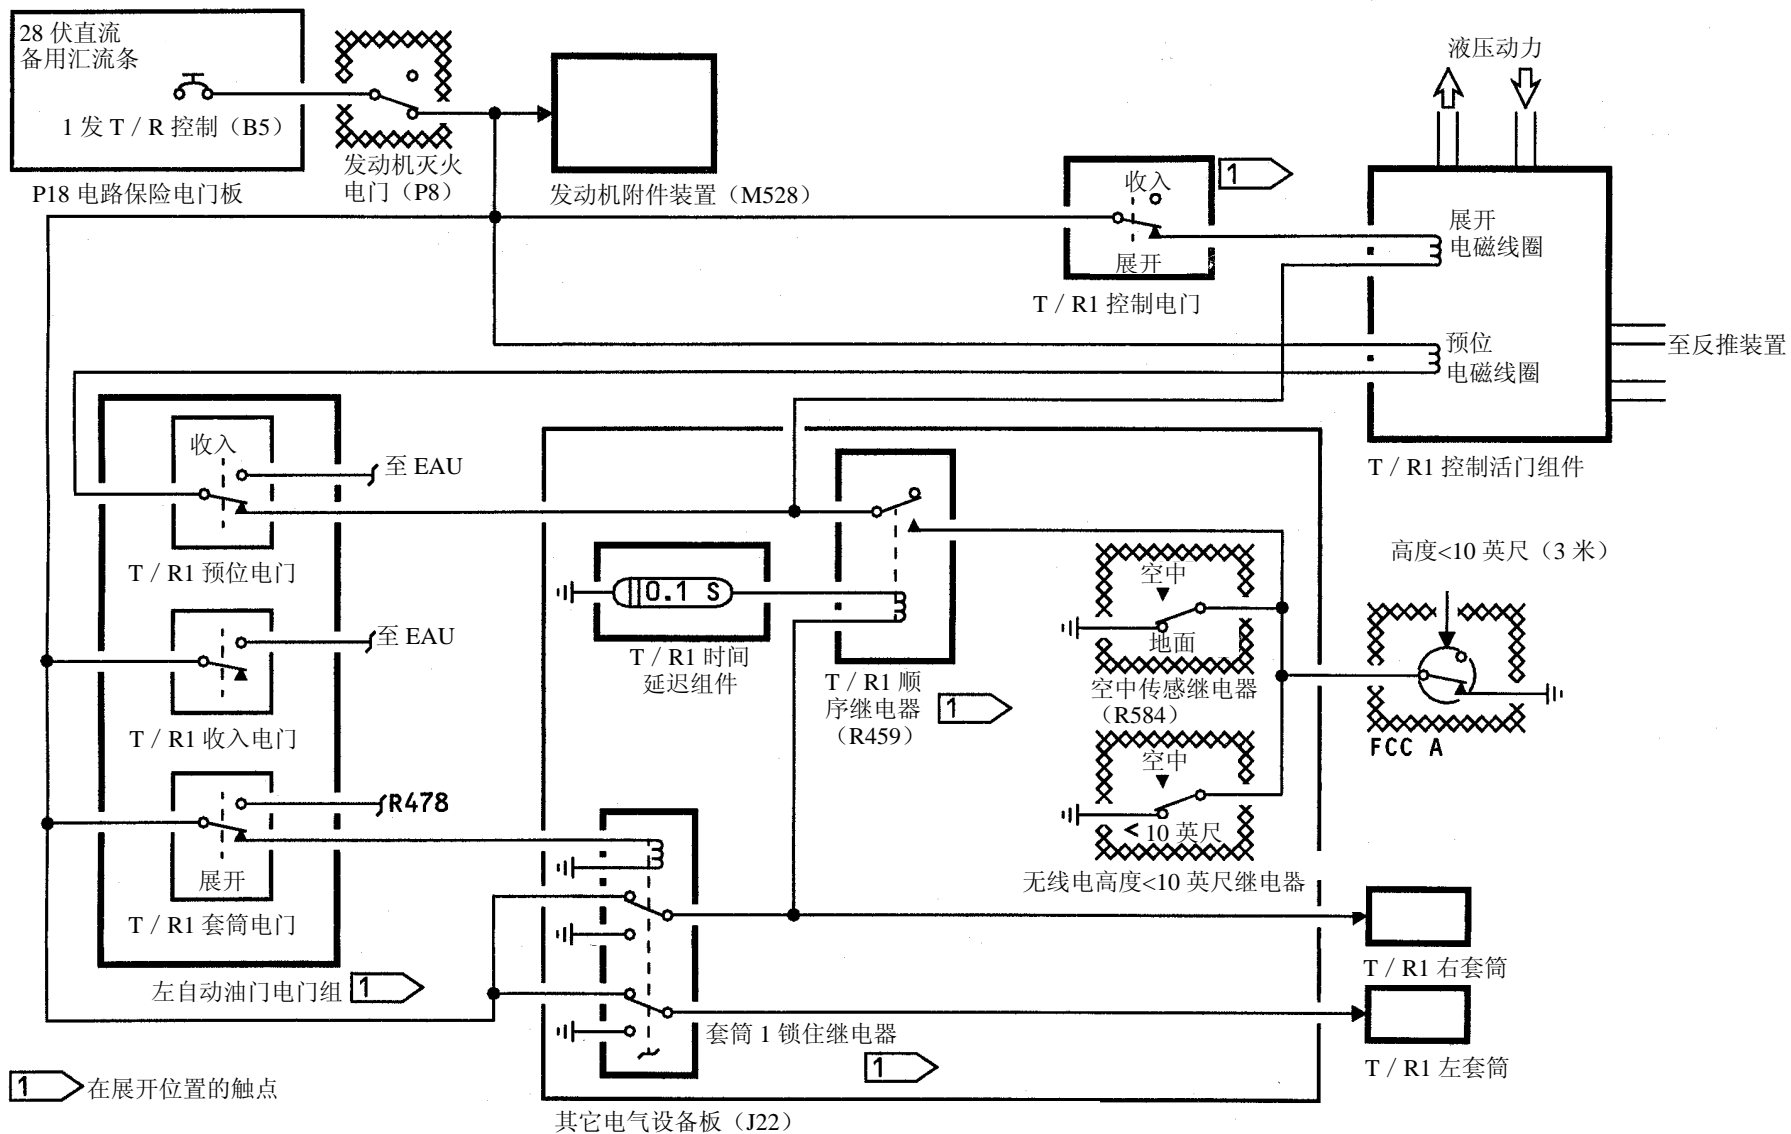 28 伏直流
备用汇流条
1 发 T / R 控制（B5）
P18 电路保险电门板
发动机灭火
电门（P8）
发动机附件装置（M528）
收入
展开
1
T / R1 控制电门
液压动力
展开
电磁线圈
预位
电磁线圈
至反推装置
T / R1 控制活门组件
收入
至 EAU
T / R1 预位电门
至 EAU
T / R1 收入电门
R478
展开
T / R1 套筒电门
左自动油门电门组
1
0.1 S
T / R1 时间
延迟组件
T / R1 顺
序继电器
（R459）
1
空中
地面
空中传感继电器
（R584）
空中
< 10 英尺
无线电高度<10 英尺继电器
高度<10 英尺（3 米）
FCC A
套筒 1 锁住继电器
1
T / R1 右套筒
T / R1 左套筒
1
在展开位置的触点
其它电气设备板（J22）